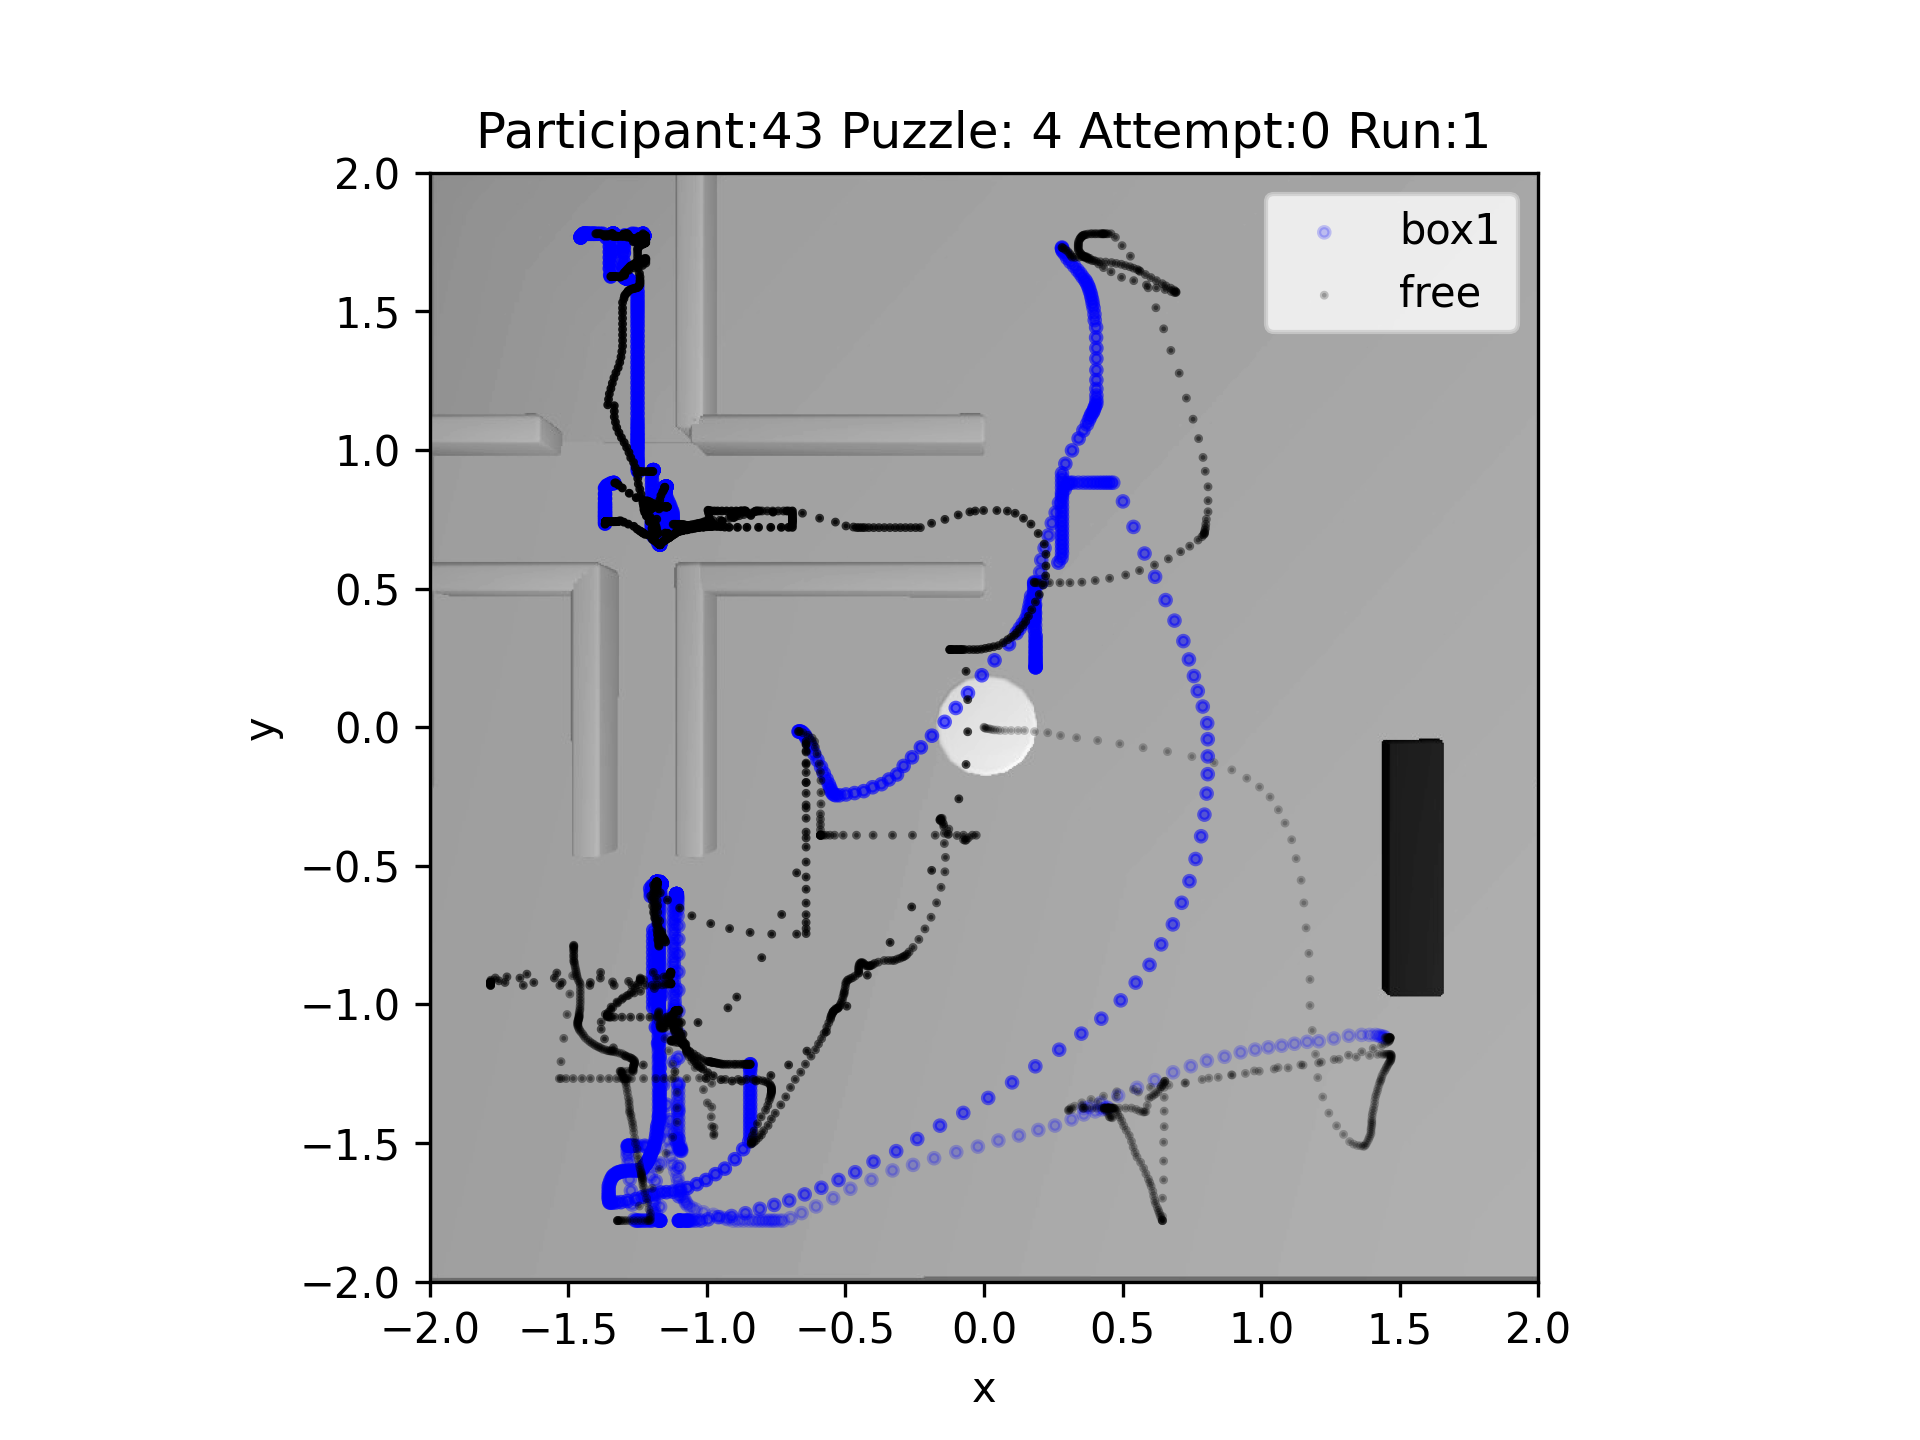 Participant:43 Puzzle: 4 Attempt:0 Run:1
2.0
1.5
1.0
0.5
0.0
−0.5
−1.0
−1.5
−2.0
y
box1
free
−2.0 −1.5 −1.0 −0.5 0.0 0.5 1.0 1.5 2.0
x